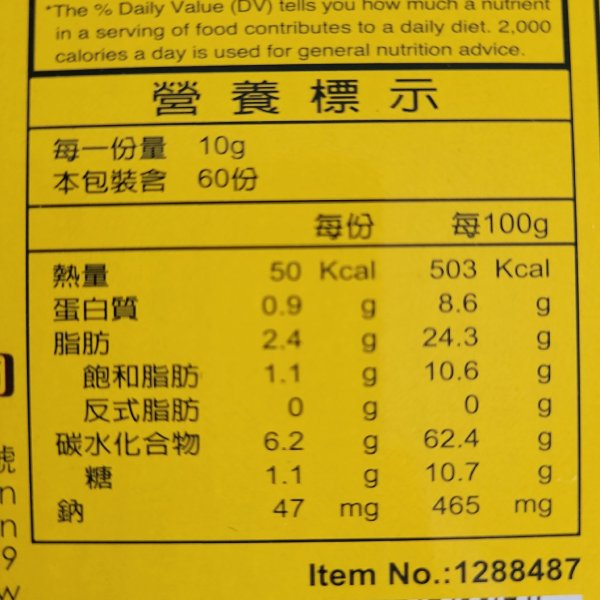 *The % Daily Value (DV) tells you how much a nutrient
in a serving of food contributes to a daily diet. 2,000
calories a day is used for general nutrition advice.
營養標示
每一份量 10g
本包裝含 60份
每份 每100g
熱量 50 Kcal 503 Kcal
蛋白質 0.9 g 8.6 g
脂肪 2.4 g 24.3 g
飽和脂肪 1.1 g 10.6 g
反式脂肪 0 g 0 g
碳水化合物 6.2 g 62.4 g
糖 1.1 g 10.7 g
鈉 47 mg 465 mg
號
n
n
9
w
Item No.:1288487